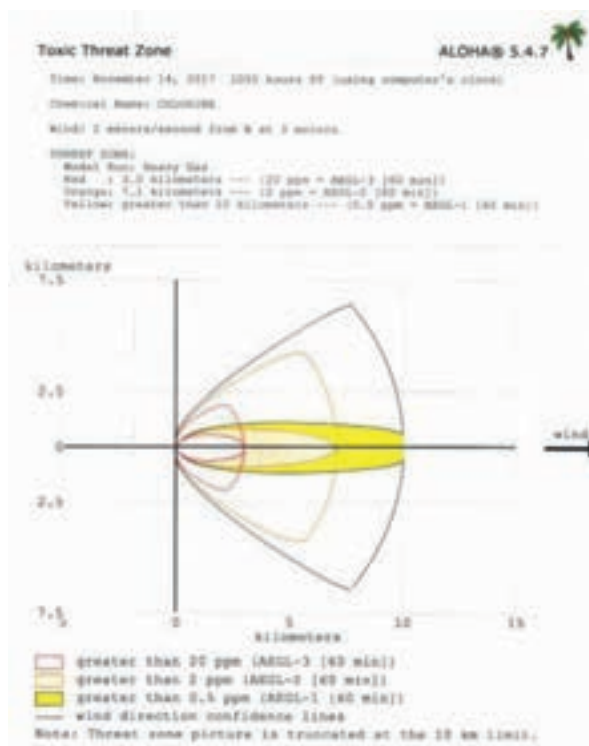 Toxic Threat Zone
ALOHA® 5.4.7
Time: November 14, 2017 hours ST (using computer's clock)
Chemical Name: CHLORINE
Wind: meters/second from at 3 meters
THREAT ZONE:
Model Run: Heavy Gas
Red : 3.0 kilometers --- (20 ppm = AEGL-3 [60 min])
Orange: 7.1 kilometers --- (2 ppm = AEGL-2 [60 min])
Yellow: greater than 10 kilometers --- (0.5 ppm = AEGL-1 [60 min])
kilometers
7.5
2.5
0
wind
2.5
7.5
5
0
5
10
15
kilometers
greater than 20 ppm (AEGL-3 [60 min])
greater than 2 ppm (AEGL-2 [60 min])
greater than 0.5 ppm (AEGL-1 [60 min])
wind direction confidence lines
Note: Threat zone picture is truncated at the 10 km limit.